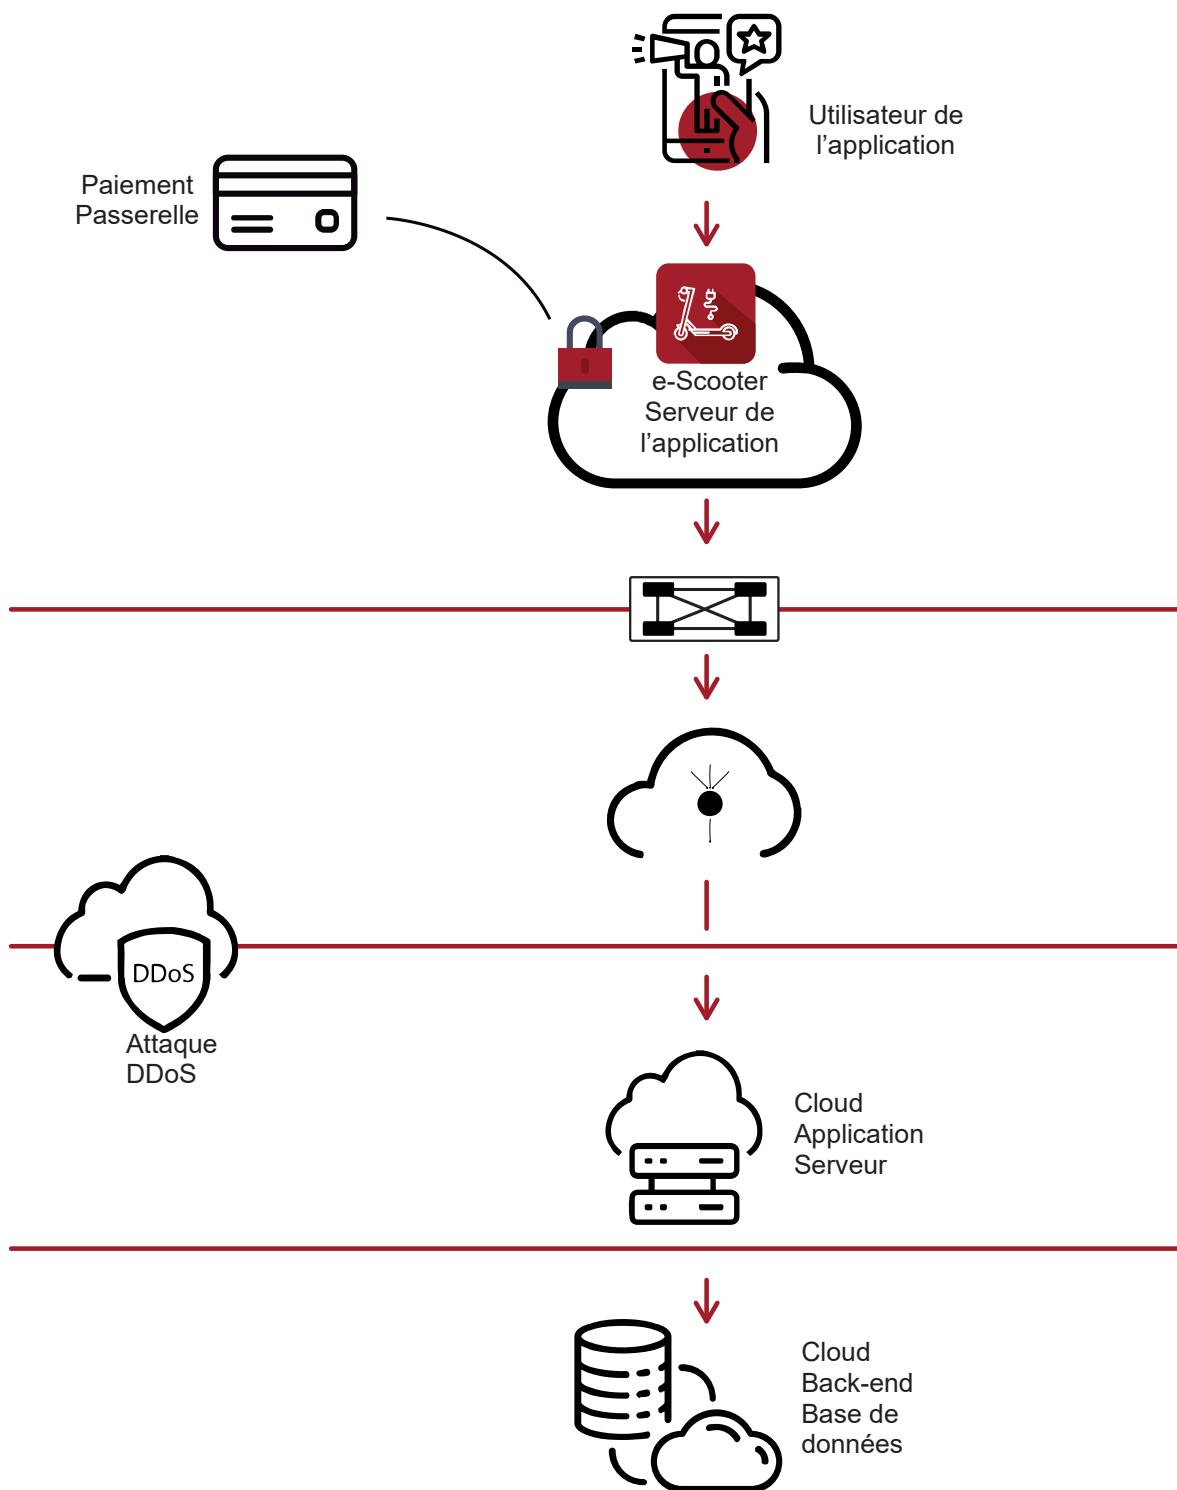 Utilisateur de
l’application
Paiement
Passerelle
e-Scooter
Serveur de
l’application
DDoS
Attaque
DDoS
Cloud
Application
Serveur
Cloud
Back-end
Base de
données